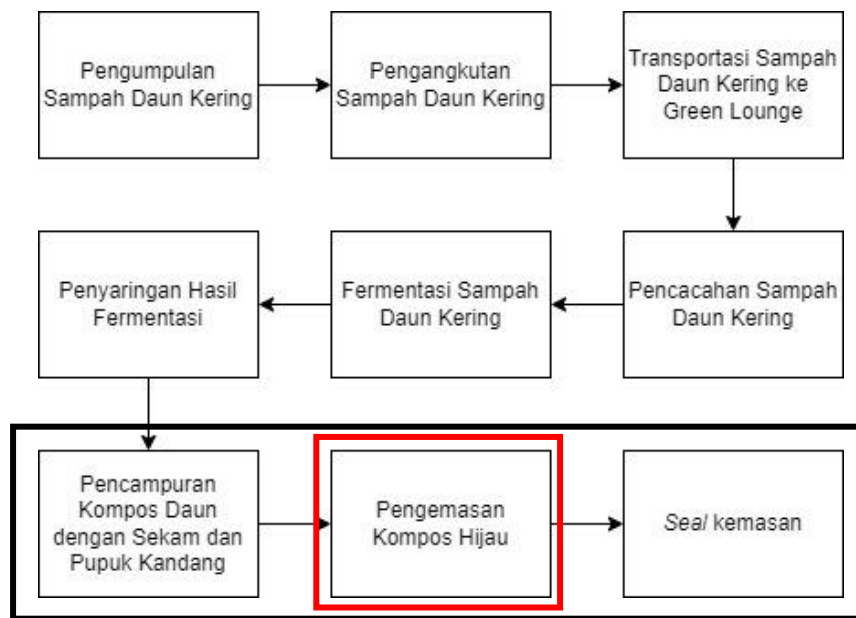 Pengumpulan
Sampah Daun Kering
Pengangkutan
Sampah Daun Kering
Transportasi Sampah
Daun Kering ke
Green Lounge
Penyaringan Hasil
Fermentasi
Fermentasi Sampah
Daun Kering
Pencacahan Sampah
Daun Kering
Pencampuran
Kompos Daun
dengan Sekam dan
Pupuk Kandang
Pengemasan
Kompos Hijau
Seal kemasan